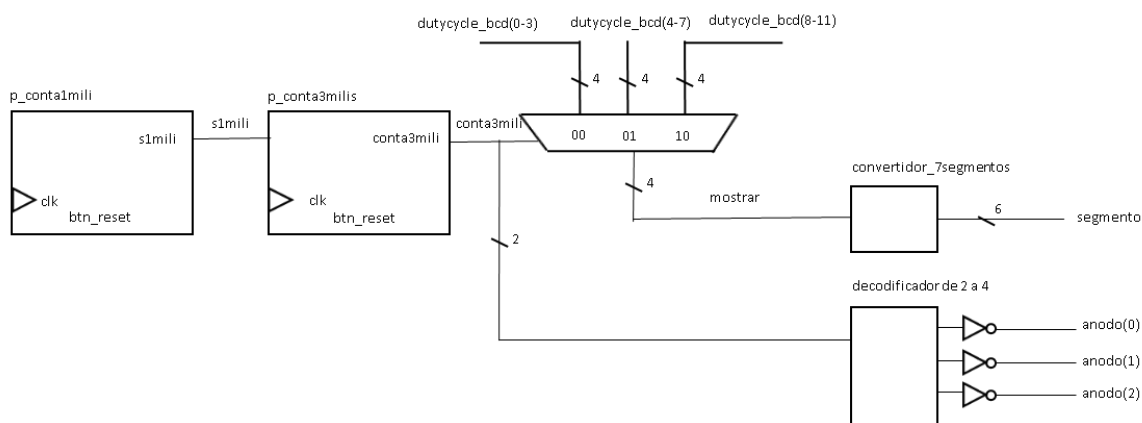 dutycycle_bcd(0-3) dutycycle_bcd(4-7) dutycycle_bcd(8-11)
4 4 4
p_conta1mili
p_conta3milis
s1mili
s1mili
conta3mili
conta3mili
00 01 10
clk
btn_reset
clk
btn_reset
4
mostrar
convertidor_7segmentos
6
segmento
2
decodificador de 2 a 4
anodo(0)
anodo(1)
anodo(2)